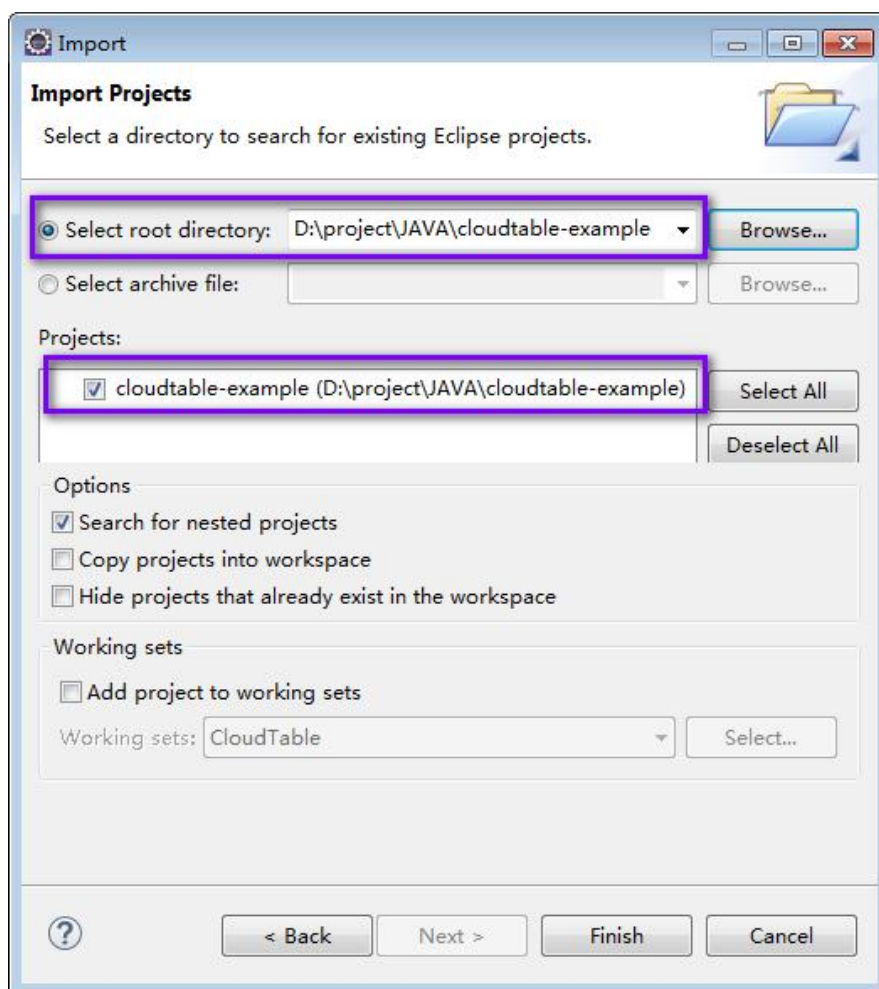 Import
Import Projects
Select a directory to search for existing Eclipse projects.
Select root directory: D:\project\JAVA\cloudtable-example Browse...
Select archive file: Browse...
Projects:
cloudtable-example (D:\project\JAVA\cloudtable-example) Select All
Deselect All
Options
Search for nested projects
Copy projects into workspace
Hide projects that already exist in the workspace
Working sets
Add project to working sets
Working sets: CloudTable Select...
? < Back Next > Finish Cancel